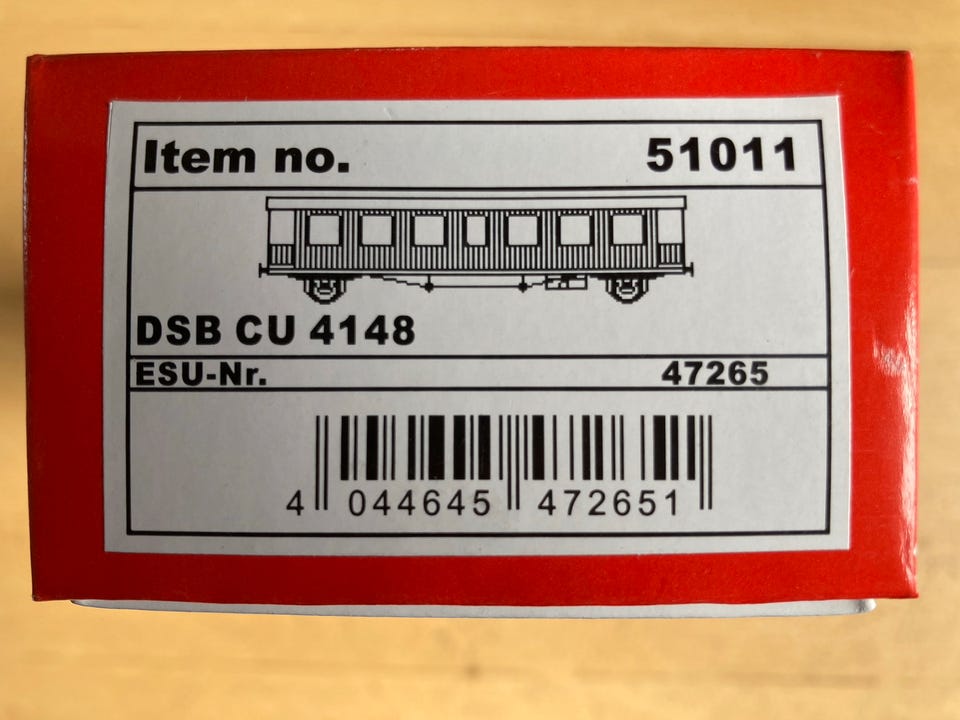 Item no. 51011
DSB CU 4148
ESU-Nr. 47265
4 044645 472651